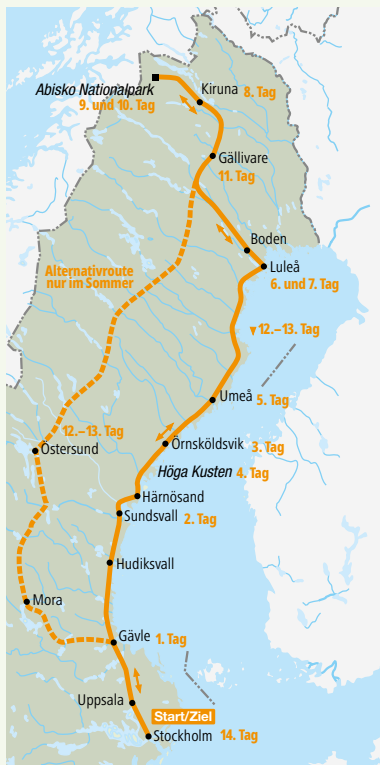 Abisko Nationalpark
9. und 10. Tag
Kiruna 8. Tag
Gällivare
11. Tag
Boden
Luleå
6. und 7. Tag
Alternativroute
nur im Sommer
12.–13. Tag
Umeå 5. Tag
12.–13. Tag
Östersund
Örnsköldsvik 3. Tag
Höga Kusten 4. Tag
Härnösand
Sundsvall 2. Tag
Hudiksvall
Mora
Gävle 1. Tag
Uppsala
Start/Ziel
Stockholm 14. Tag